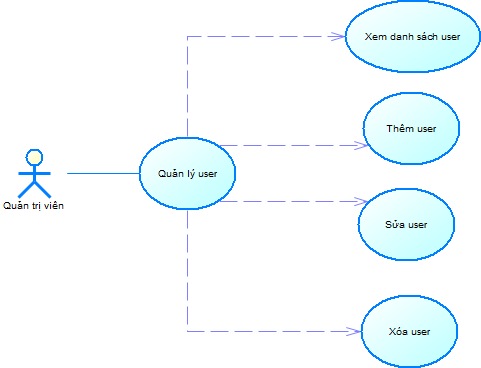 Xem danh sách user
Thêm user
Quản lý user
Quản trị viên
Sửa user
Xóa user